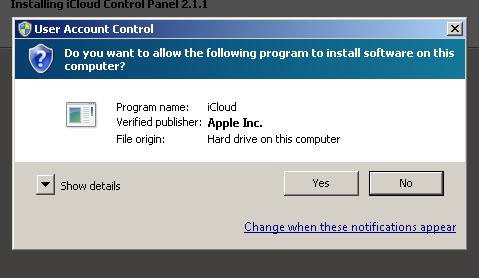 Installing iCloud Control Panel 2.1.1
User Account Control
Do you want to allow the following program to install software on this
computer?
Program name: iCloud
Verified publisher: Apple Inc.
File origin: Hard drive on this computer
Show details
Yes
No
Change when these notifications appear